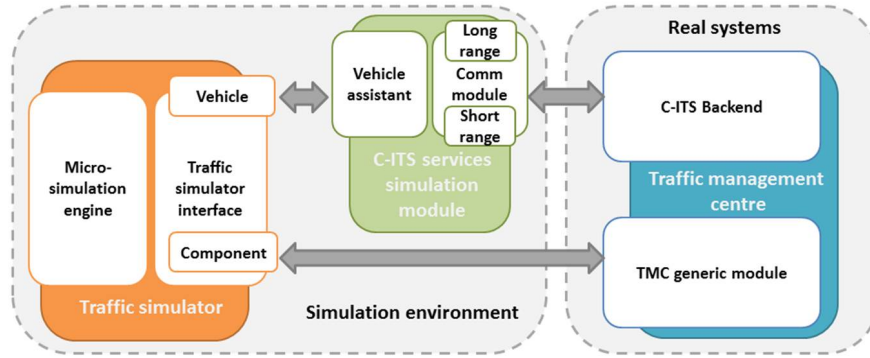 Real systems
Long
range
Vehicle
assistant
Comm
module
Short
range
C-ITS services
simulation
module
Vehicle
Micro-
simulation
engine
Traffic
simulator
interface
Component
Traffic simulator
Simulation environment
C-ITS Backend
Traffic management
centre
TMC generic module